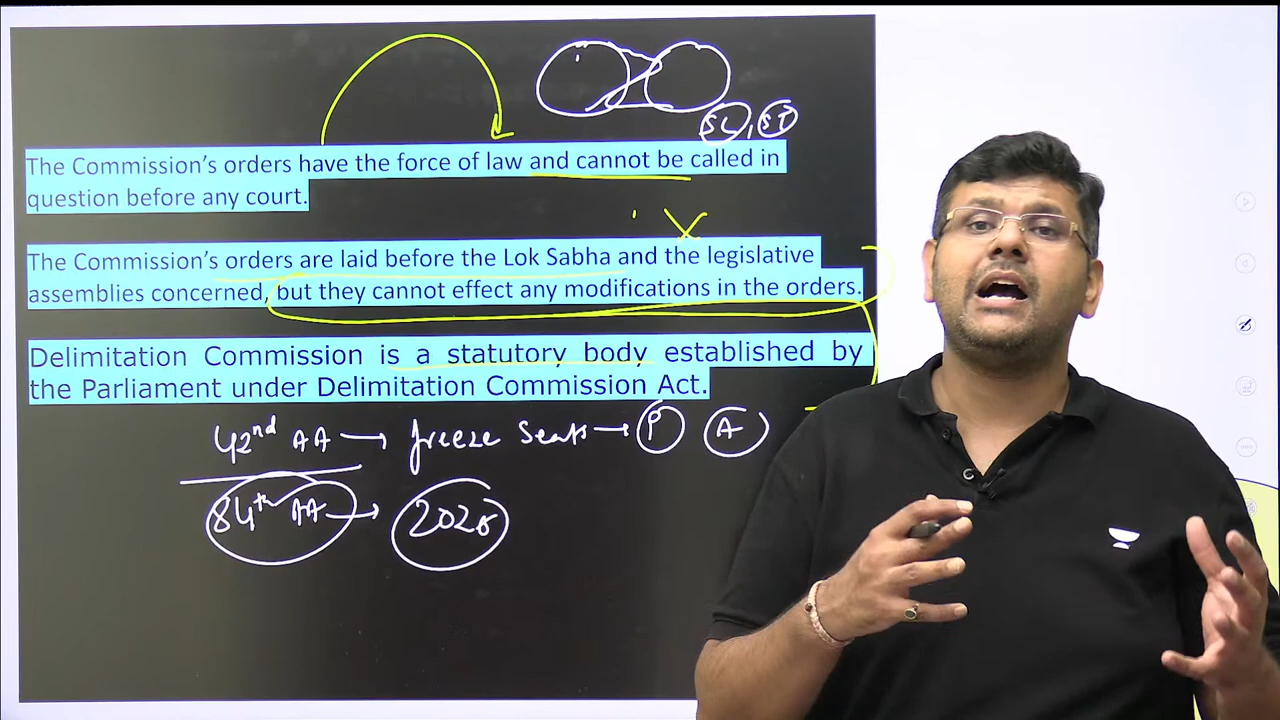 SC, ST
The Commission's orders have the force of law and cannot be called in
question before any court.
The Commission's orders are laid before the Lok Sabha and the legislative
assemblies concerned, but they cannot effect any modifications in the orders.
Delimitation Commission is a statutory body established by
the Parliament under Delimitation Commission Act.
42nd AA → freeze seats → P A
84th AA → 2026